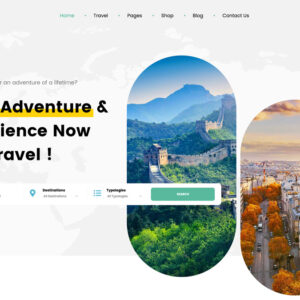 Home Travel Pages Shop Blog Contact Us
r an adventure of a lifetime?
Adventure &
ience Now
ravel !
Destinations Typologies SEARCH
All Destinations All Typologies